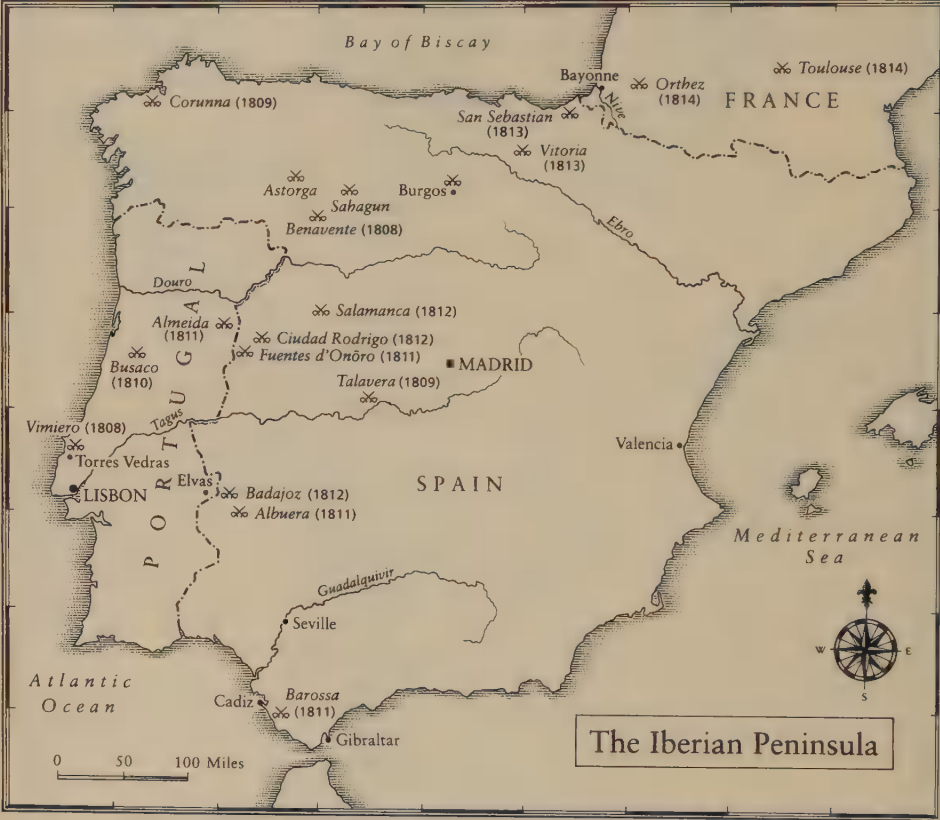 Bay of Biscay
Corunna (1809)
Bayonne
Nive
Orthez
(1814)
Toulouse (1814)
FRANCE
San Sebastian
(1813)
Vitoria
(1813)
Astorga
Sahagun
Benavente (1808)
Burgos
Ebro
Douro
PORTUGAL
Almeida
(1811)
Salamanca (1812)
Ciudad Rodrigo (1812)
Fuentes d'Onōro (1811)
Busaco
(1810)
MADRID
Talavera (1809)
Tagus
Vimiero (1808)
Torres Vedras
LISBON
Elvas
Badajoz (1812)
Albuera (1811)
SPAIN
Valencia
Mediterranean
Sea
Guadalquivir
Seville
Atlantic
Ocean
Cadiz
Barossa
(1811)
Gibraltar
W
E
S
0 50 100 Miles
The Iberian Peninsula